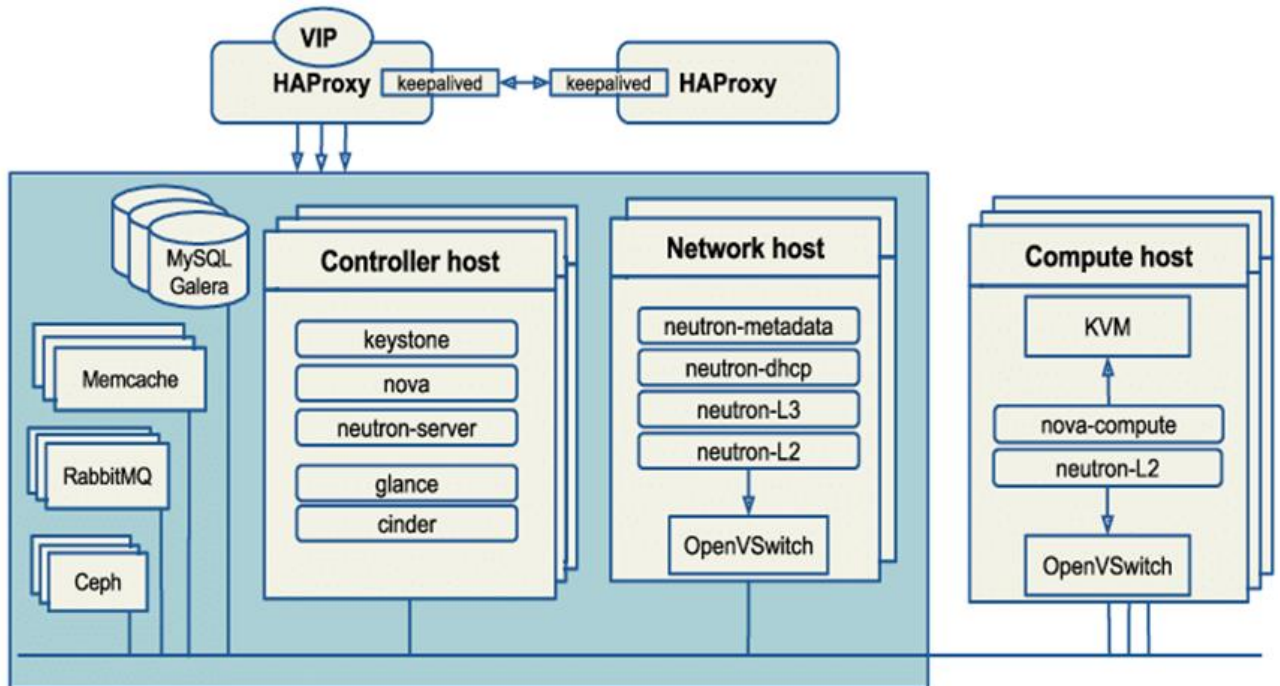 VIP
HAProxy
keepalived
keepalived
HAProxy
MySQL
Galera
Memcache
RabbitMQ
Ceph
Controller host
keystone
nova
neutron-server
glance
cinder
Network host
neutron-metadata
neutron-dhcp
neutron-L3
neutron-L2
OpenVSwitch
Compute host
KVM
nova-compute
neutron-L2
OpenVSwitch